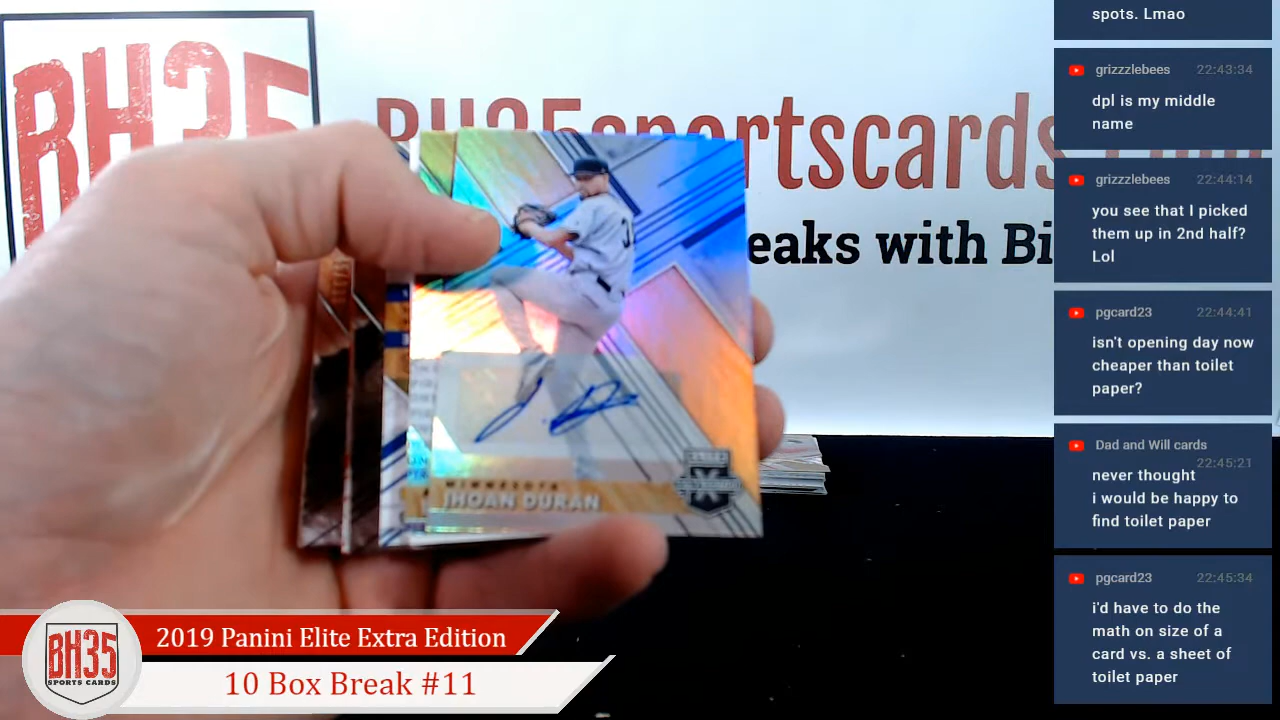 BH35
BH35sportscards
eaks with Bi
3
MINNESOTA
JHOAN DURAN
2019 Panini Elite Extra Edition
10 Box Break #11
BH35
SPORTS CARDS
spots. Lmao
grizzzlebees 22:43:34
dpl is my middle
name
grizzzlebees 22:44:14
you see that I picked
them up in 2nd half?
Lol
pgcard23 22:44:41
isn't opening day now
cheaper than toilet
paper?
Dad and Will cards
22:45:21
never thought
i would be happy to
find toilet paper
pgcard23 22:45:34
i'd have to do the
math on size of a
card vs. a sheet of
toilet paper